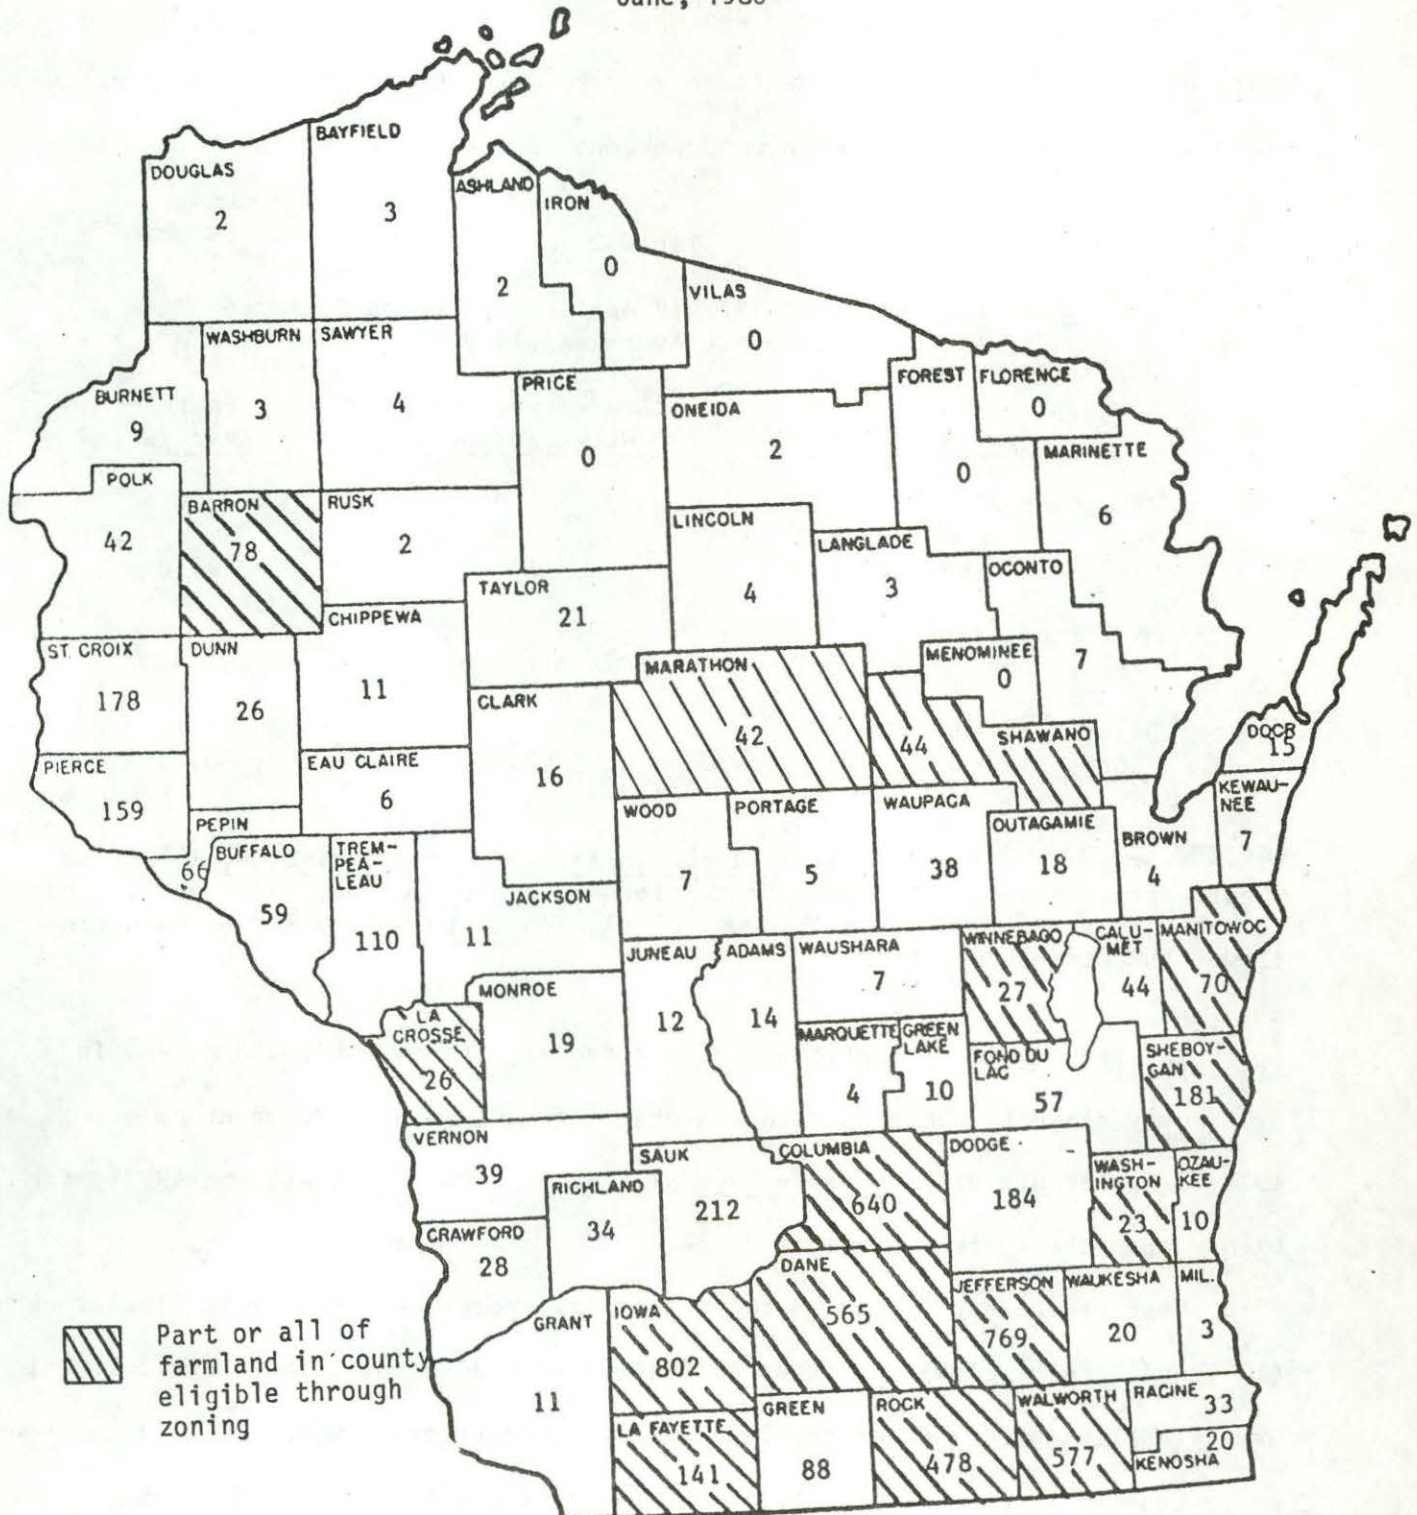 June, 1980
BAYFIELD
3
DOUGLAS
2
ASHLAND
2
IRON
0
VILAS
0
WASHBURN
3
SAWYER
4
BURNETT
9
PRICE
0
ONEIDA
2
FOREST
0
FLORENCE
0
MARINETTE
6
POLK
42
BARRON
78
RUSK
2
LINCOLN
4
LANGLADE
3
OCONTO
7
TAYLOR
21
CHIPPEWA
11
ST. CROIX
178
DUNN
26
MENOMINEE
0
MARATHON
42
CLARK
16
44
SHAWANO
DOOR
15
PIERCE
159
EAU CLAIRE
6
KEWAU-
NEE
7
PEPIN
66
BUFFALO
59
TREM-
PEA-
LEAU
110
JACKSON
11
WOOD
7
PORTAGE
5
WAUPACA
38
OUTAGAMIE
18
BROWN
4
JUNEAU
12
ADAMS
14
WAUSHARA
7
WINNEBAGO
27
CALU-
MET
44
MANITOWOC
70
MONROE
19
LA
CROSSE
26
MARQUETTE
4
GREEN
LAKE
10
FOND DU
LAC
57
SHEBOY-
GAN
181
VERNON
39
SAUK
212
COLUMBIA
640
DODGE
184
WASH-
INGTON
23
OZAU-
KEE
10
RICHLAND
34
CRAWFORD
28
DANE
565
JEFFERSON
769
WAUKESHA
20
MIL.
3
GRANT
11
IOWA
802
LA FAYETTE
141
GREEN
88
ROCK
478
WALWORTH
577
RACINE
33
20
KENOSHA
Part or all of
farmland in county
eligible through
zoning